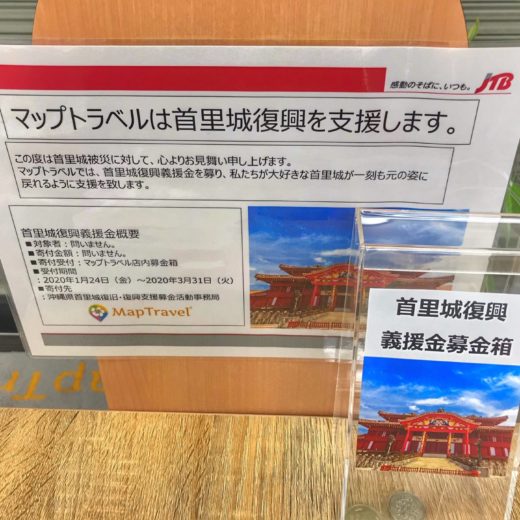 感動のそばに、いつも。 JTB
マップトラベルは首里城復興を支援します。
この度は首里城被災に対して、心よりお見舞い申し上げます。
マップトラベルでは、首里城復興義援金を募り、私たちが大好きな首里城が一刻も元の姿に
戻れるように支援を致します。
首里城復興義援金概要
■対象者：問いません。
■寄付金額：問いません。
■寄付受付：マップトラベル店内募金箱
■受付期間
：2020年1月24日（金）～2020年3月31日（火）
■寄付先
：沖縄県首里城復旧・復興支援募金活動事務局
MapTravel
首里城復興
義援金募金箱